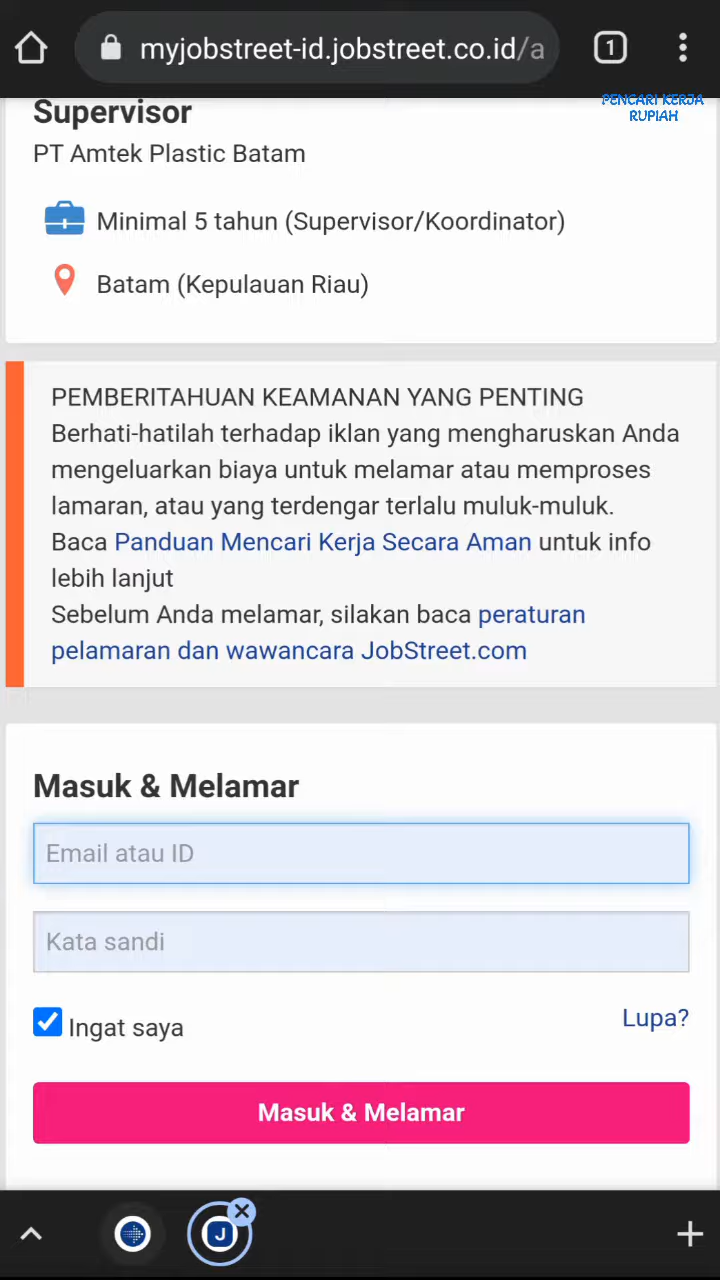 myjobstreet-id.jobstreet.co.id/a
1
PENCARI KERJA
RUPIAH
Supervisor
PT Amtek Plastic Batam
Minimal 5 tahun (Supervisor/Koordinator)
Batam (Kepulauan Riau)
PEMBERITAHUAN KEAMANAN YANG PENTING
Berhati-hatilah terhadap iklan yang mengharuskan Anda
mengeluarkan biaya untuk melamar atau memproses
lamaran, atau yang terdengar terlalu muluk-muluk.
Baca Panduan Mencari Kerja Secara Aman untuk info
lebih lanjut
Sebelum Anda melamar, silakan baca peraturan
pelamaran dan wawancara JobStreet.com
Masuk & Melamar
Email atau ID
Kata sandi
Ingat saya
Lupa?
Masuk & Melamar
J